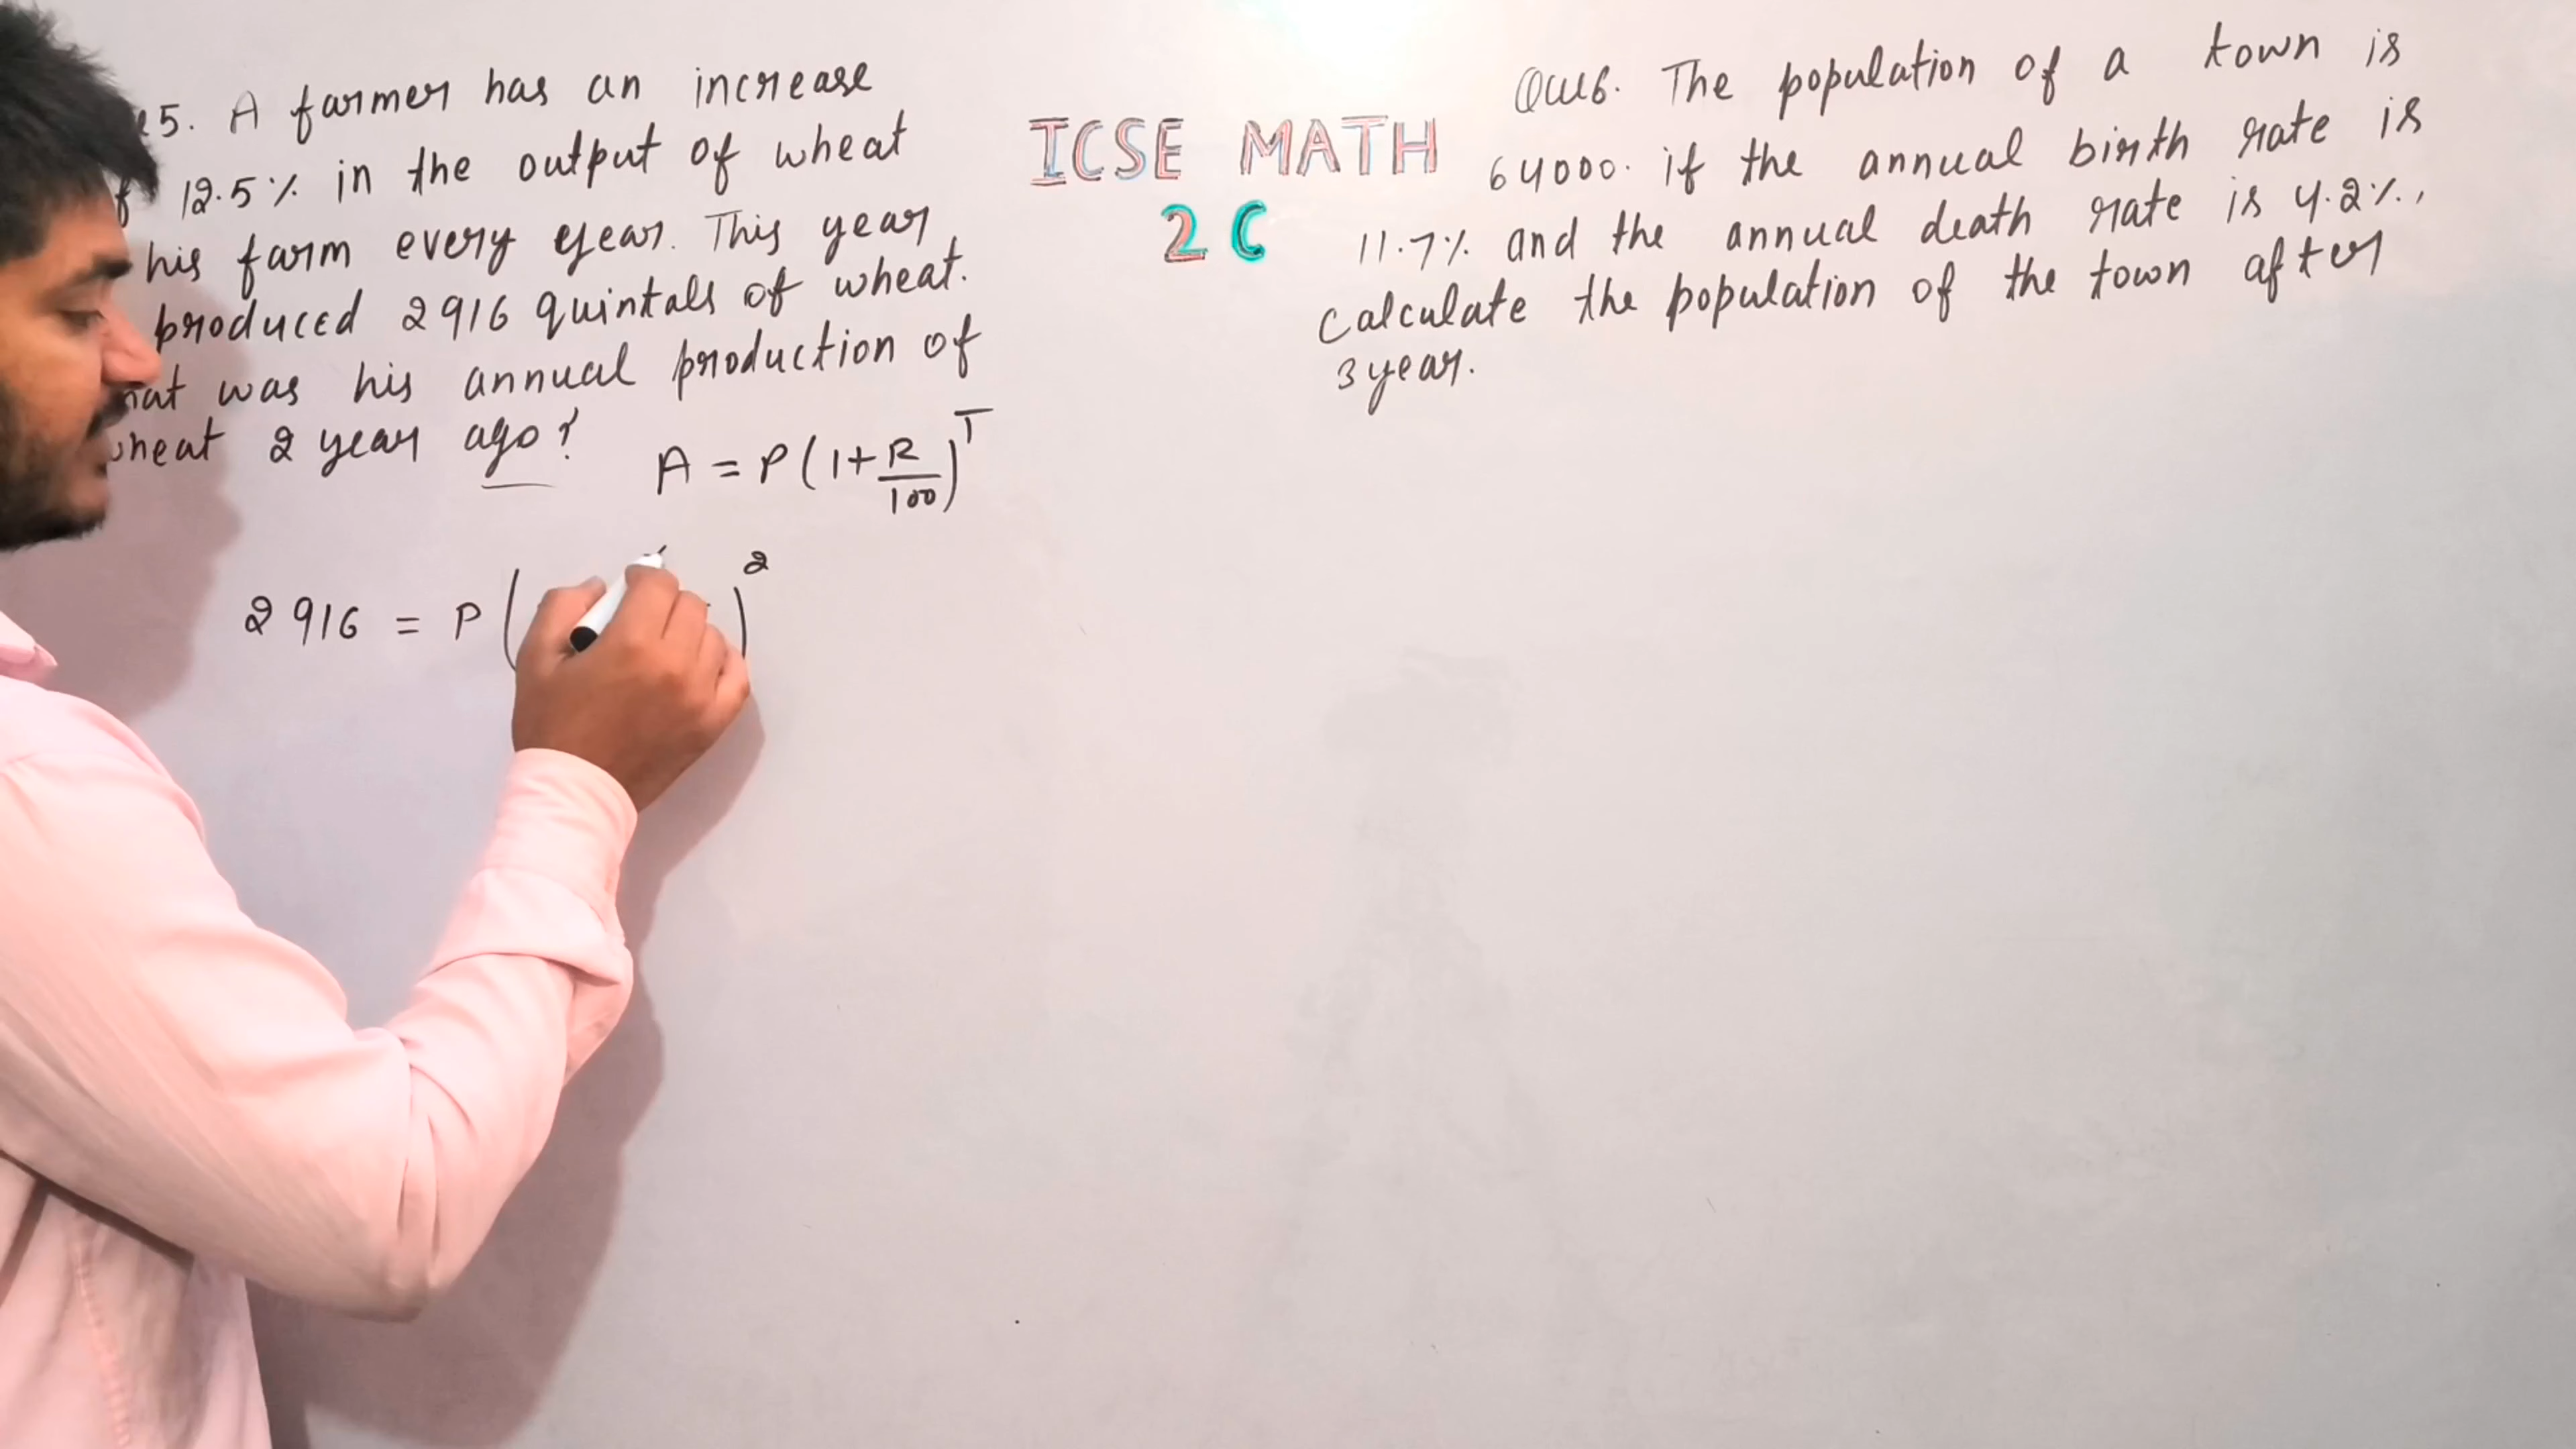 5. A farmer has an increase
12.5% in the output of wheat
his farm every year. This year
produced 2916 quintals of wheat.
was his annual production of
2 year ago?
A = P(1+R/100)^T
2916 = P( )^2
ICSE MATH
2C
Que6. The population of a town is
64000. if the annual birth rate is
11.7% and the annual death rate is 4.2%,
Calculate the population of the town after
3 year.